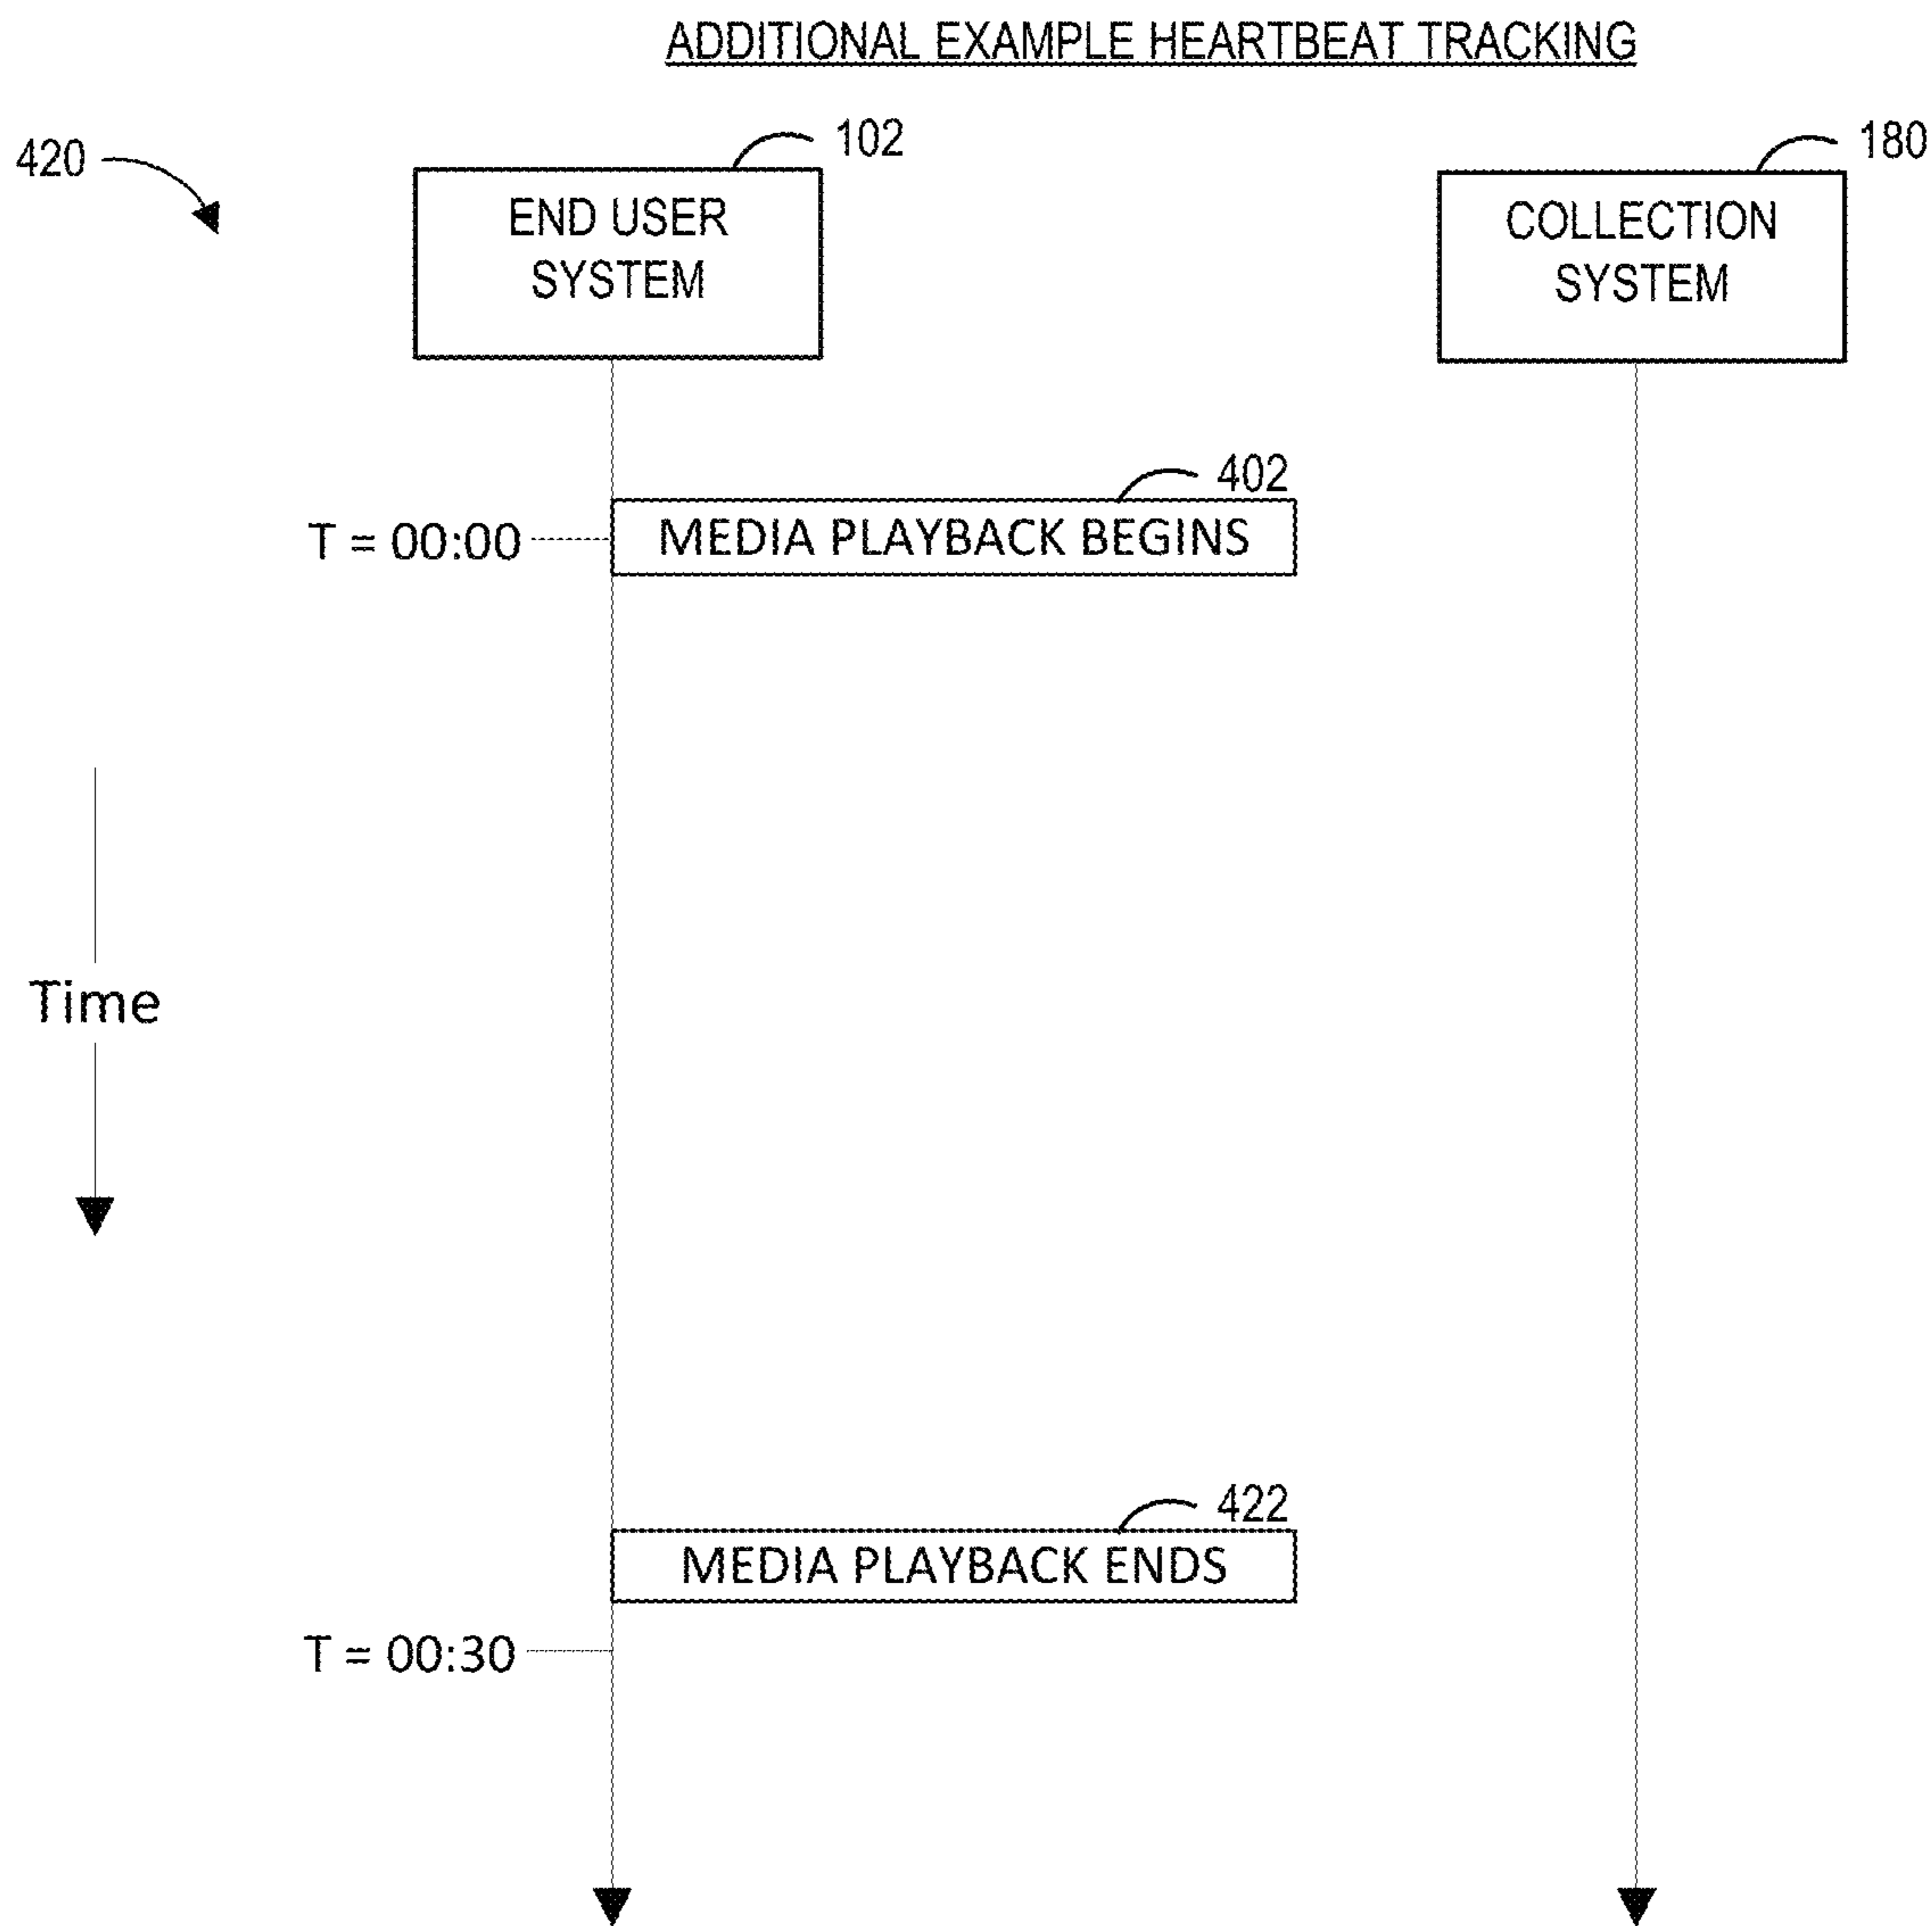 ADDITIONAL EXAMPLE HEARTBEAT TRACKING
420
102
180
END USER
SYSTEM
COLLECTION
SYSTEM
402
T = 00:00
MEDIA PLAYBACK BEGINS
Time
422
MEDIA PLAYBACK ENDS
T = 00:30